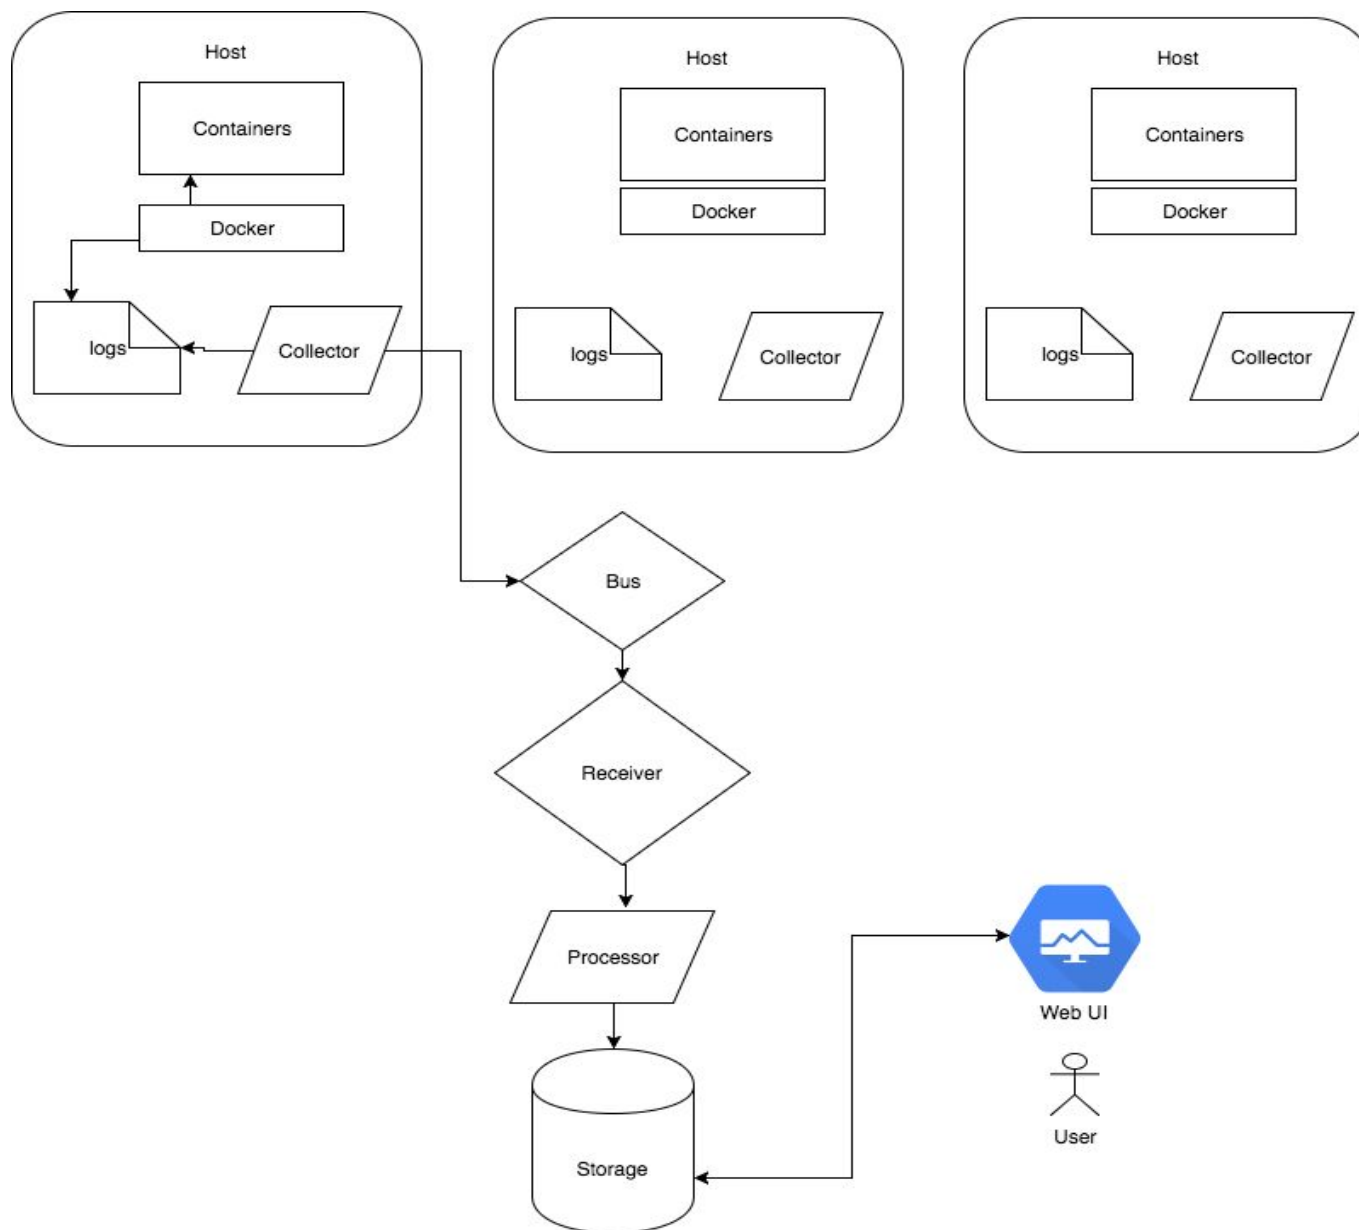 Host
Containers
Docker
logs
Collector
Host
Containers
Docker
logs
Collector
Host
Containers
Docker
logs
Collector
Bus
Receiver
Processor
Storage
Web UI
User